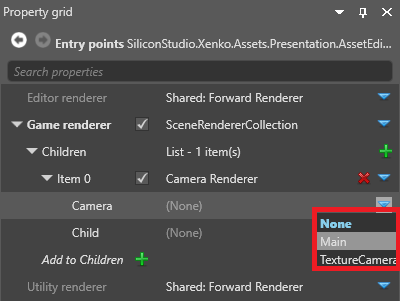 Property grid
Entry points SiliconStudio.Xenko.Assets.Presentation.AssetEdi...
Search properties
Editor renderer Shared: Forward Renderer
Game renderer SceneRendererCollection
Children List - 1 item(s)
Item 0 Camera Renderer
Camera (None)
None
Child (None)
Main
Add to Children TextureCamera
Utility renderer Shared: Forward Renderer